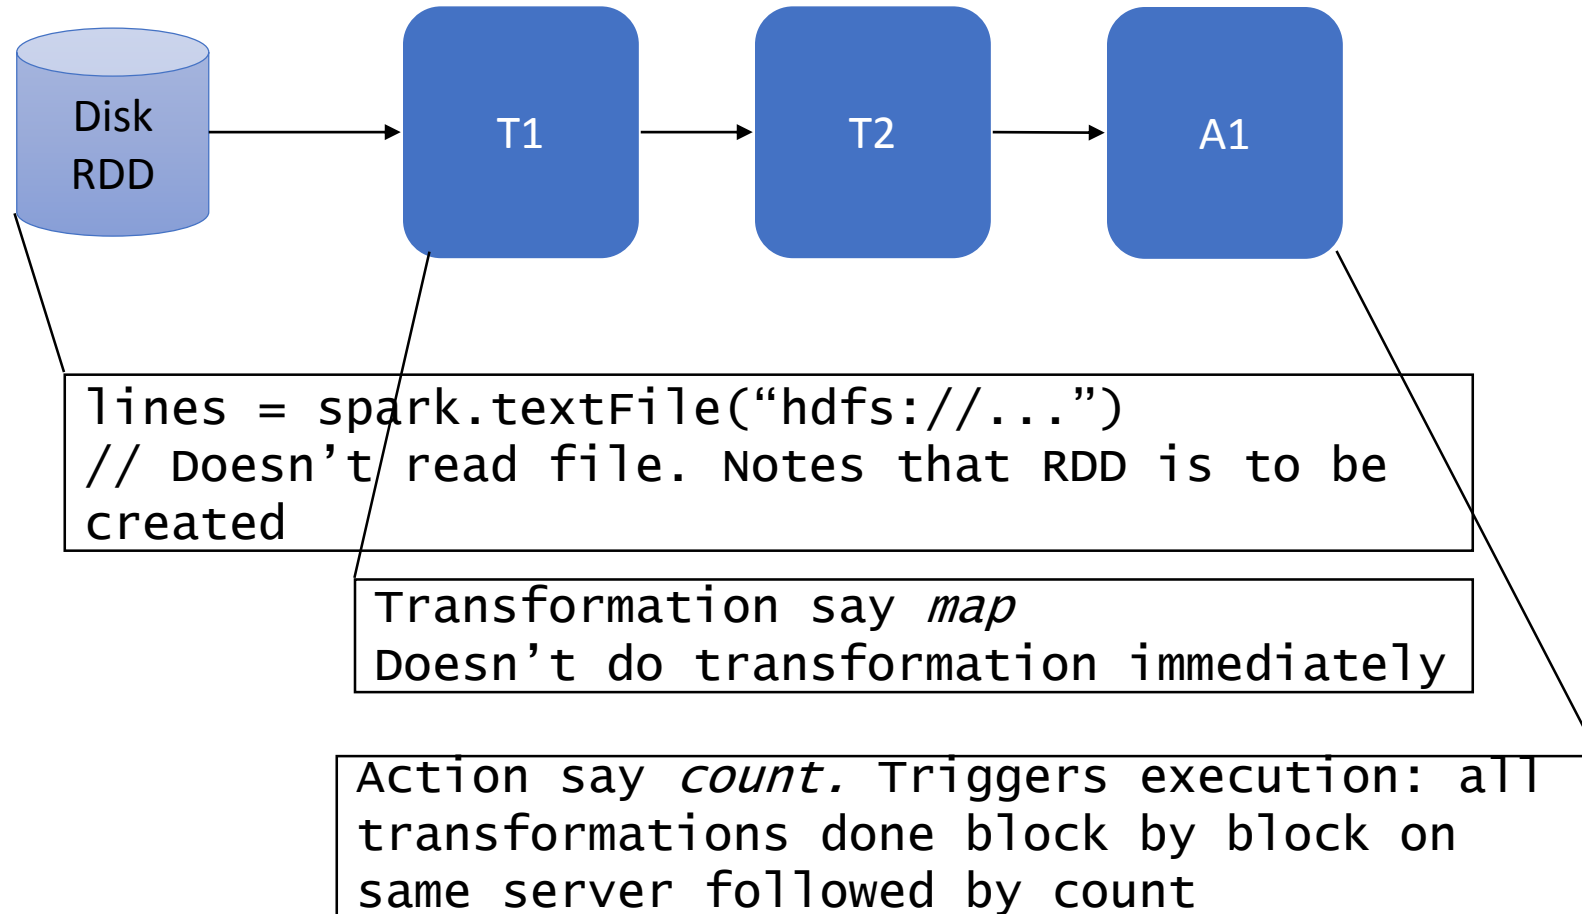 Disk
RDD
T1
T2
A1
lines = spark.textFile(“hdfs://...”)
// Doesn’t read file. Notes that RDD is to be
created
Transformation say map
Doesn’t do transformation immediately
Action say count. Triggers execution: all
transformations done block by block on
same server followed by count